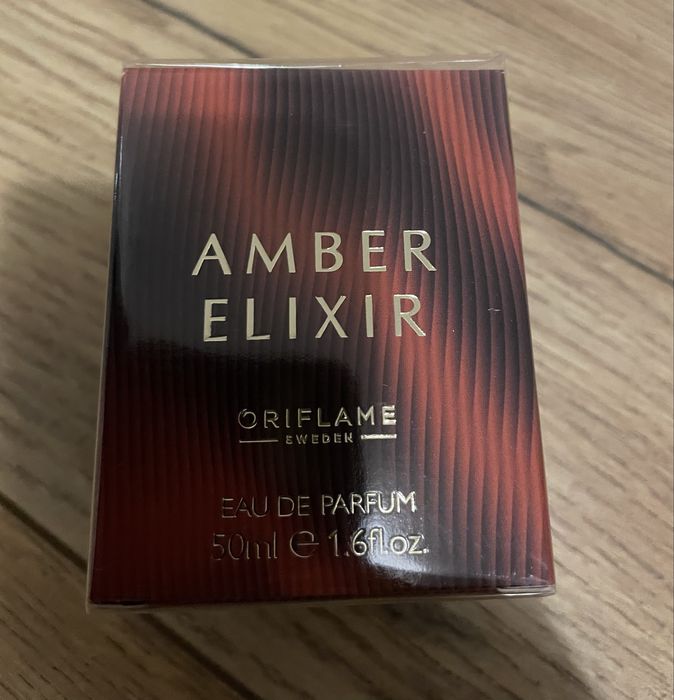 AMBER
ELIXIR
ORIFLAME
SWEDEN
EAU DE PARFUM
50ml ℮ 1.6fl.oz.